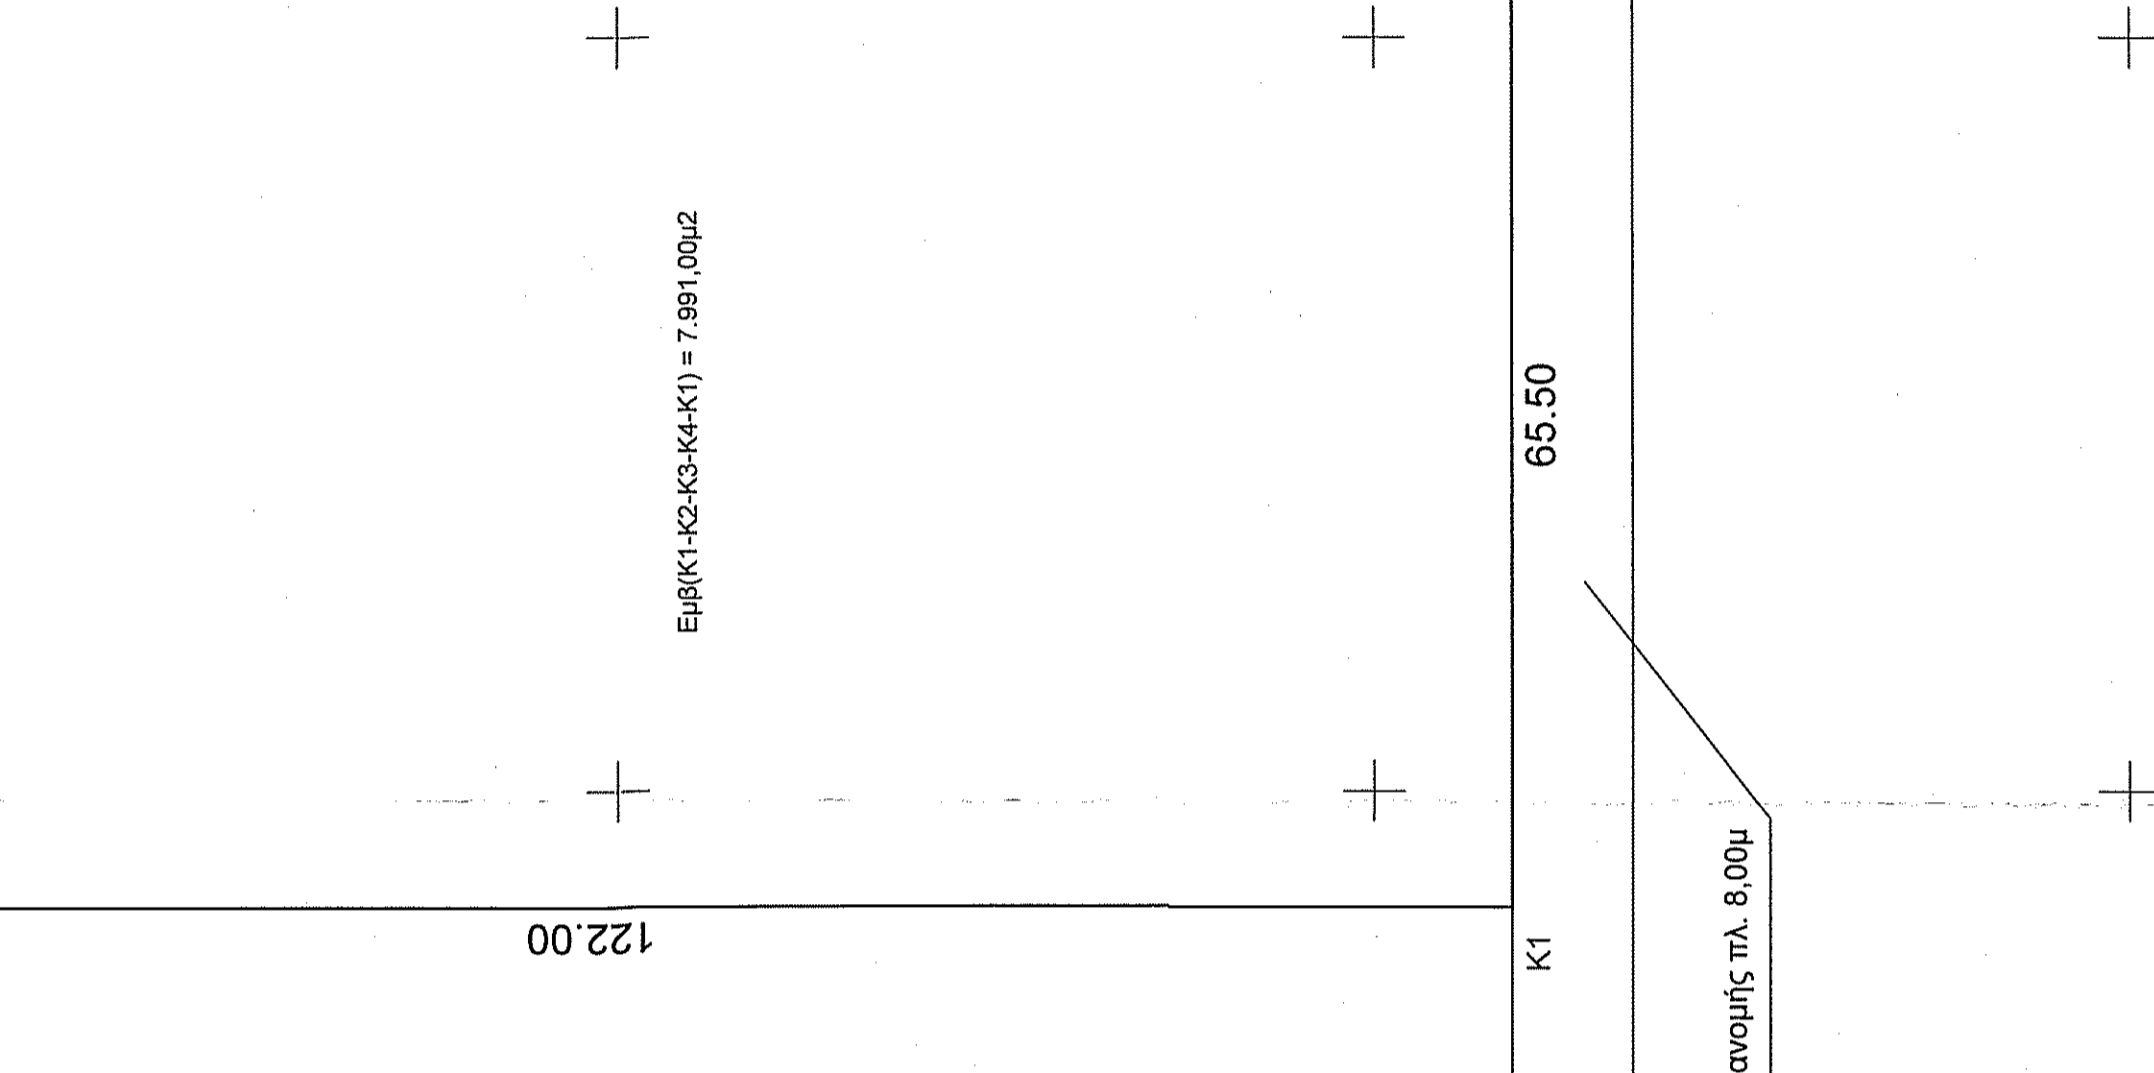 Εμβ(Κ1-Κ2-Κ3-Κ4-Κ1) = 7.991,00μ2
65.50
122.00
Κ1
ανομής πλ. 8,00μ